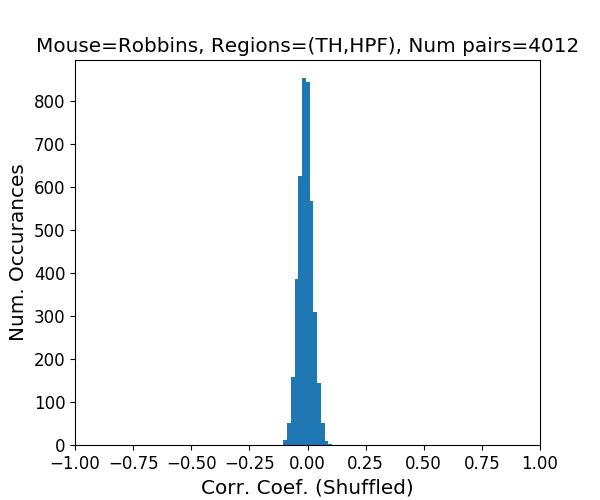 Mouse=Robbins, Regions=(TH,HPF), Num pairs=4012
Num. Occurances
800
700
600
500
400
300
200
100
0
−1.00 −0.75 −0.50 −0.25 0.00 0.25 0.50 0.75 1.00
Corr. Coef. (Shuffled)